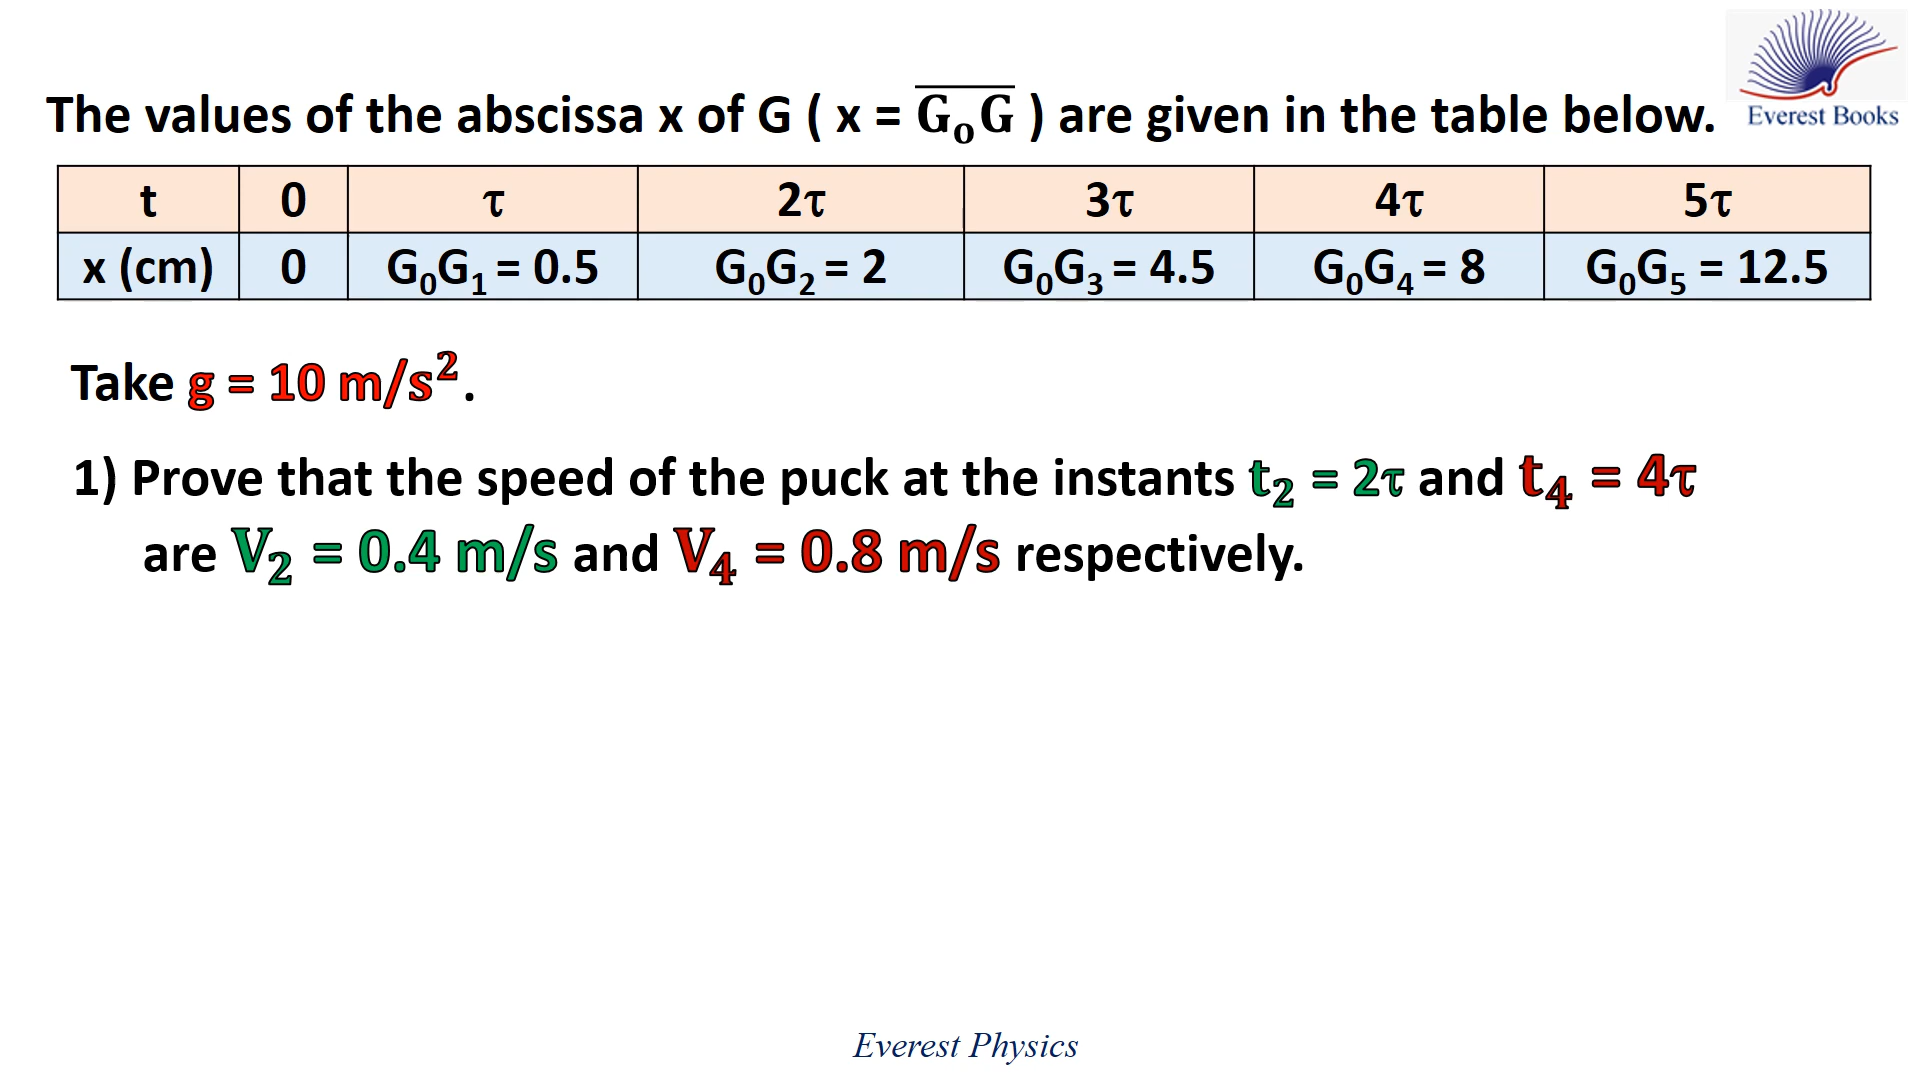 Everest Books
The values of the abscissa x of G ( x = G̅ₒG̅ ) are given in the table below.
t 0 τ 2τ 3τ 4τ 5τ
x (cm) 0 G₀G₁ = 0.5 G₀G₂ = 2 G₀G₃ = 4.5 G₀G₄ = 8 G₀G₅ = 12.5
Take g = 10 m/s².
1) Prove that the speed of the puck at the instants t₂ = 2τ and t₄ = 4τ
are V₂ = 0.4 m/s and V₄ = 0.8 m/s respectively.
Everest Physics